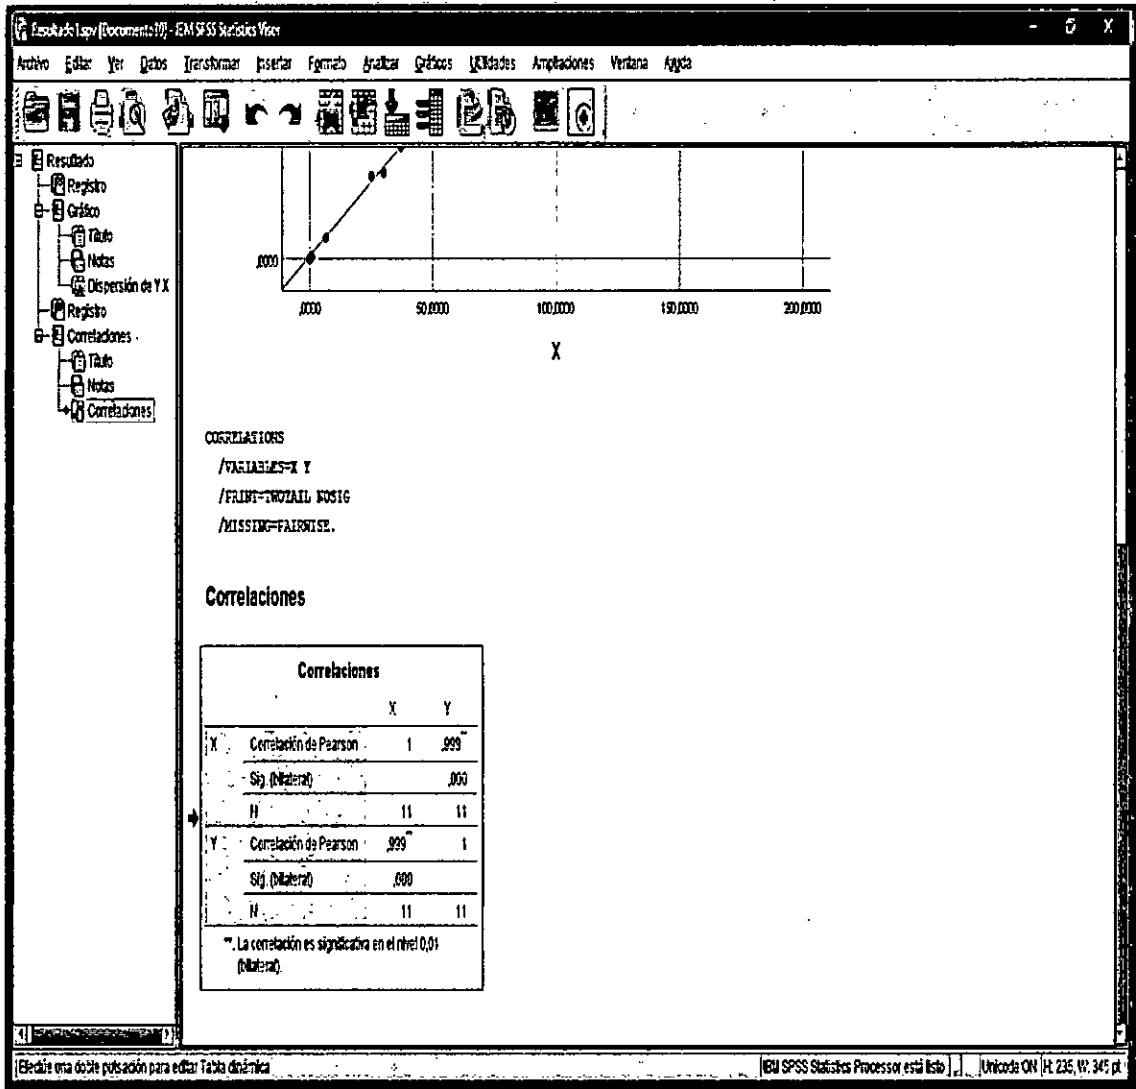 Resultado1.spv [Documento10] - IBM SPSS Statistics Visor
Archivo Editar Ver Datos Transformar Insertar Formato Analizar Gráficos Utilidades Ampliaciones Ventana Ayuda
Resultado
Registro
Gráfico
Título
Notas
Dispersión de Y X
Registro
Correlaciones
Título
Notas
Correlaciones
,0000
,0000 50,0000 100,0000 150,0000 200,0000
X
CORRELATIONS
/VARIABLES=X Y
/PRINT=TWOTAIL NOSIG
/MISSING=PAIRWISE.
Correlaciones
Correlaciones
X Y
X Correlación de Pearson 1 ,999**
Sig. (bilateral) ,000
N 11 11
Y Correlación de Pearson ,999** 1
Sig. (bilateral) ,000
N 11 11
**. La correlación es significativa en el nivel 0,01
(bilateral).
Efectúe una doble pulsación para editar Tabla dinámica IBM SPSS Statistics Processor está listo Unicode:ON H: 235, W: 345 pt